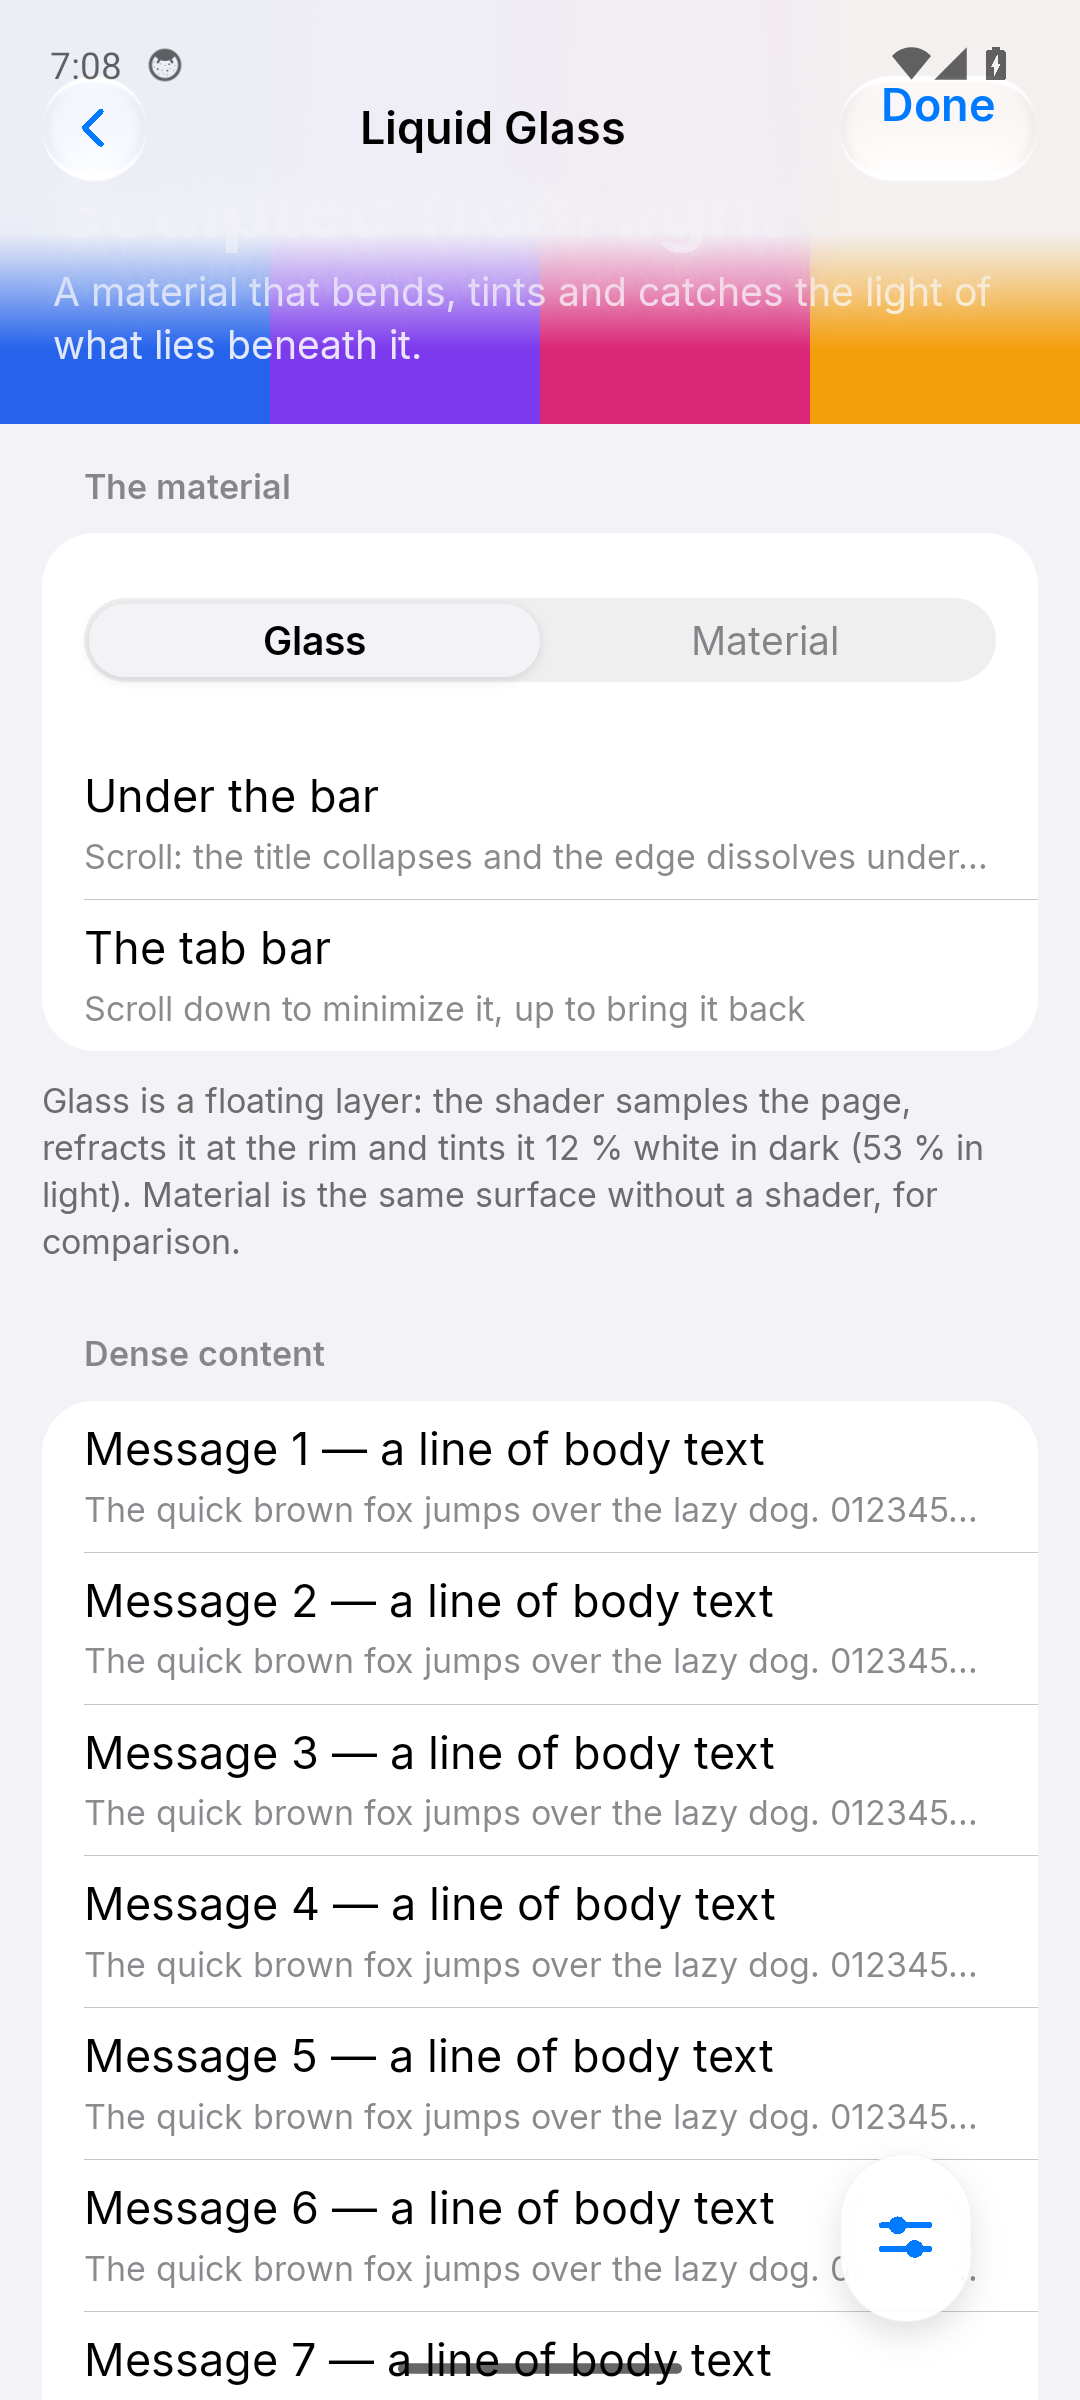 7:08
Done
Liquid Glass
Sculpted from light
A material that bends, tints and catches the light of
what lies beneath it.
The material
Glass
Material
Under the bar
Scroll: the title collapses and the edge dissolves under...
The tab bar
Scroll down to minimize it, up to bring it back
Glass is a floating layer: the shader samples the page,
refracts it at the rim and tints it 12 % white in dark (53 % in
light). Material is the same surface without a shader, for
comparison.
Dense content
Message 1 — a line of body text
The quick brown fox jumps over the lazy dog. 012345...
Message 2 — a line of body text
The quick brown fox jumps over the lazy dog. 012345...
Message 3 — a line of body text
The quick brown fox jumps over the lazy dog. 012345...
Message 4 — a line of body text
The quick brown fox jumps over the lazy dog. 012345...
Message 5 — a line of body text
The quick brown fox jumps over the lazy dog. 012345...
Message 6 — a line of body text
The quick brown fox jumps over the lazy dog.
Message 7 — a line of body text